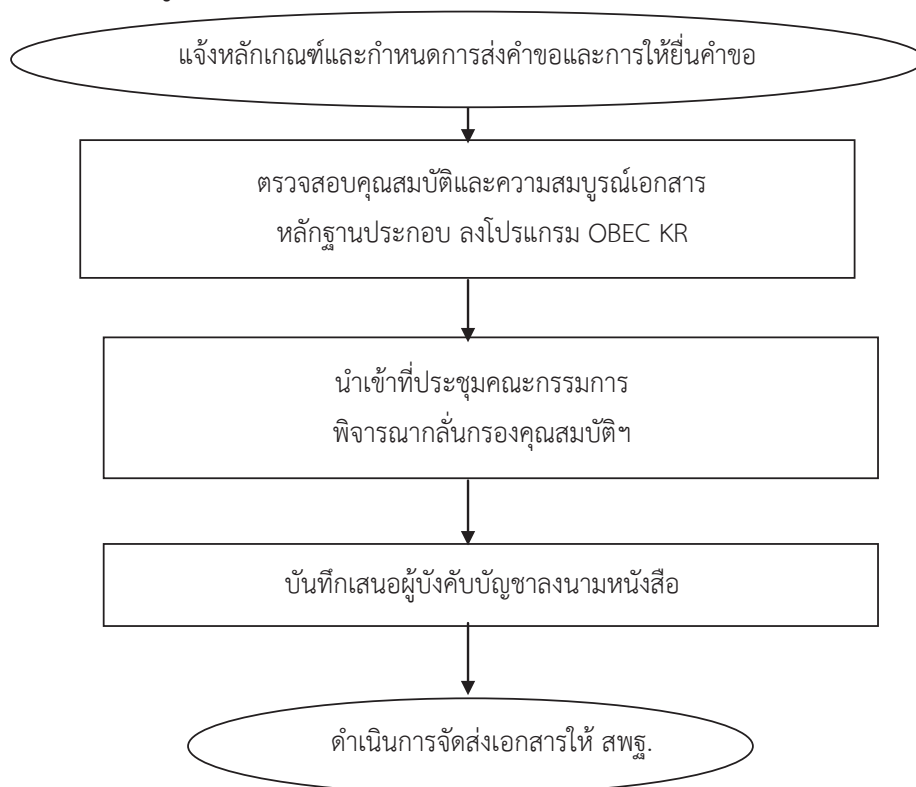 แจ้งหลักเกณฑ์และกำหนดการส่งคำขอและการให้ยื่นคำขอ
ตรวจสอบคุณสมบัติและความสมบูรณ์เอกสาร
หลักฐานประกอบ ลงโปรแกรม OBEC KR
นำเข้าที่ประชุมคณะกรรมการ
พิจารณากลั่นกรองคุณสมบัติฯ
บันทึกเสนอผู้บังคับบัญชาลงนามหนังสือ
ดำเนินการจัดส่งเอกสารให้ สพฐ.